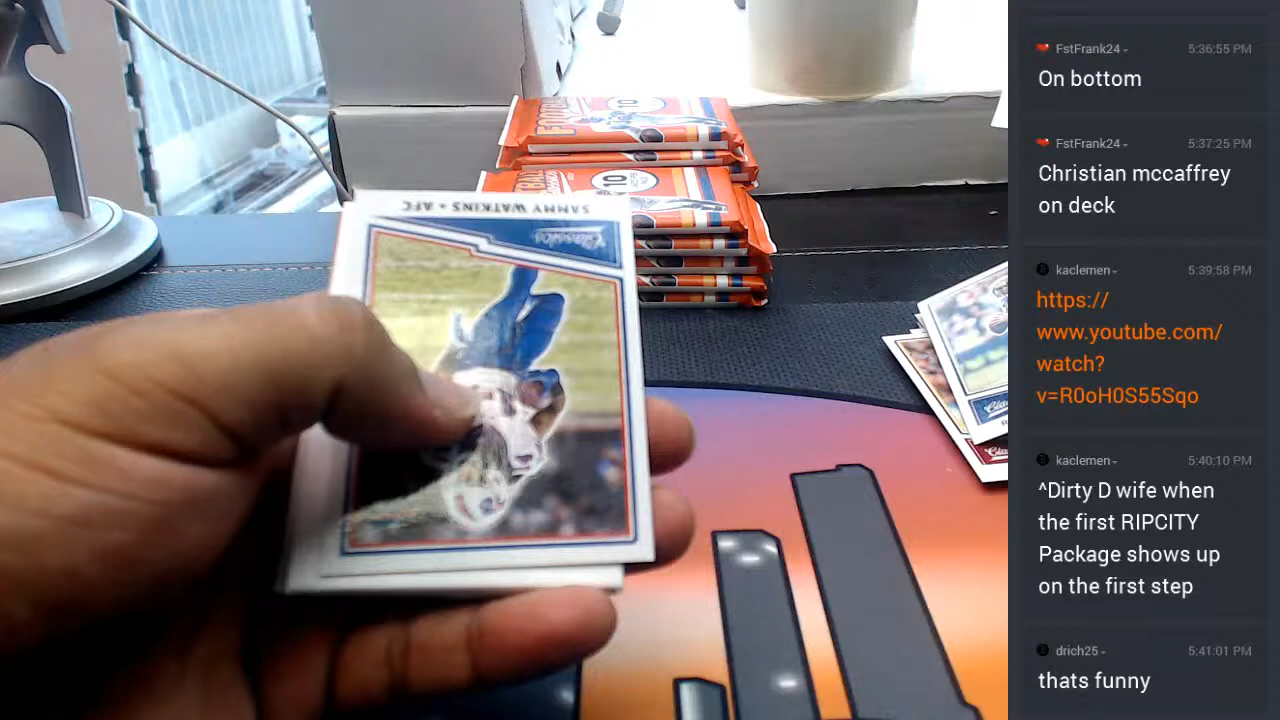 FOOTBALL
10
10
SAMMY WATKINS • AFC
Classics
FstFrank24
5:36:55 PM
On bottom
FstFrank24
5:37:25 PM
Christian mccaffrey
on deck
kaclemen
5:39:58 PM
https://
www.youtube.com/
watch?
v=R0oH0S55Sqo
kaclemen
5:40:10 PM
^Dirty D wife when
the first RIPCITY
Package shows up
on the first step
drich25
5:41:01 PM
thats funny